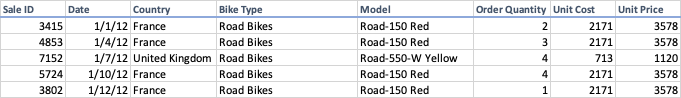 Sale ID Date Country Bike Type Model Order Quantity Unit Cost Unit Price
3415 1/1/12 France Road Bikes Road-150 Red 2 2171 3578
4853 1/4/12 France Road Bikes Road-150 Red 3 2171 3578
7152 1/7/12 United Kingdom Road Bikes Road-550-W Yellow 4 713 1120
5724 1/10/12 France Road Bikes Road-150 Red 4 2171 3578
3802 1/12/12 France Road Bikes Road-150 Red 1 2171 3578